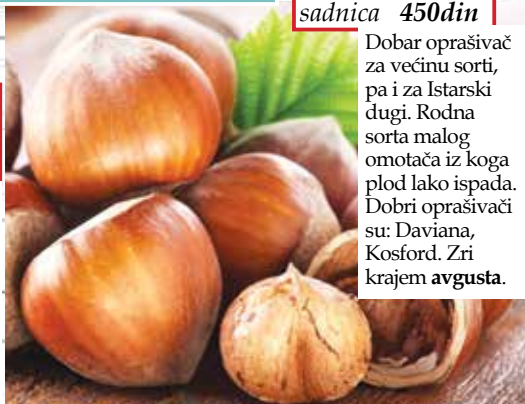 sadnica 450din
Dobar oprašivač
za većinu sorti,
pa i za Istarski
dugi. Rodna
sorta malog
omotača iz koga
plod lako ispada.
Dobri oprašivači
su: Daviana,
Kosford. Zri
krajem avgusta.